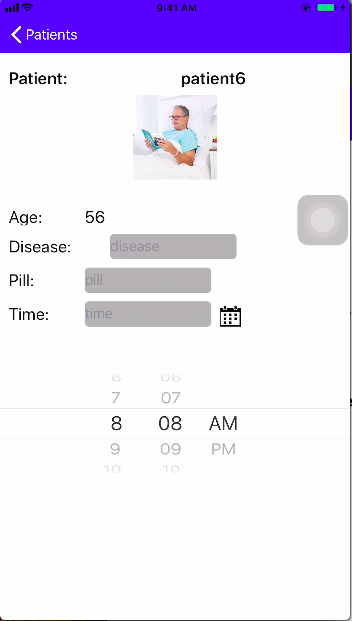 9:41 AM
Patients
Patient: patient6
Age: 56
Disease: disease
Pill: pill
Time: time
6 06
7 07
8 08 AM
9 09 PM
10 10